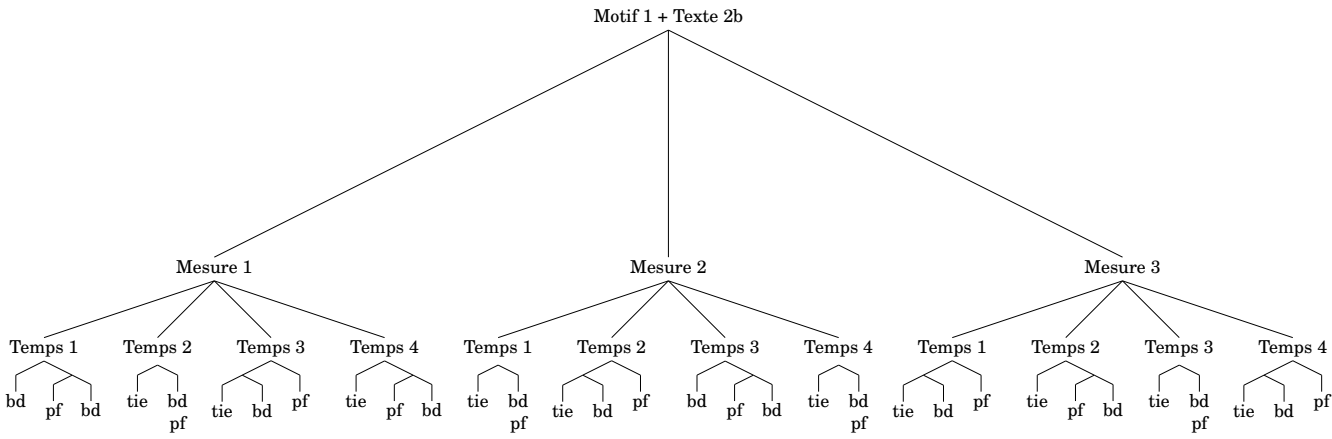 Motif 1 + Texte 2b
Mesure 1 Mesure 2 Mesure 3
Temps 1 Temps 2 Temps 3 Temps 4 Temps 1 Temps 2 Temps 3 Temps 4 Temps 1 Temps 2 Temps 3 Temps 4
bd pf bd tie bd tie bd pf tie pf bd tie bd tie bd pf bd pf bd tie bd tie bd pf tie pf bd tie bd tie bd pf
pf pf pf pf